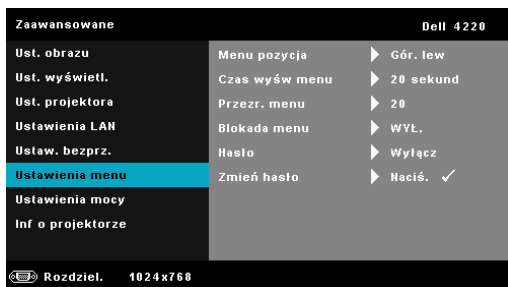 Zaawansowane Dell 4220
Ust. obrazu Menu pozycja Gór. lew
Ust. wyświetl. Czas wyśw menu 20 sekund
Ust. projektora Przezr. menu 20
Ustawienia LAN Blokada menu WYŁ.
Ustaw. bezprz. Hasło Wyłącz
Ustawienia menu Zmień hasło Naciś.
Ustawienia mocy
Inf o projektorze
Rozdziel. 1024x768